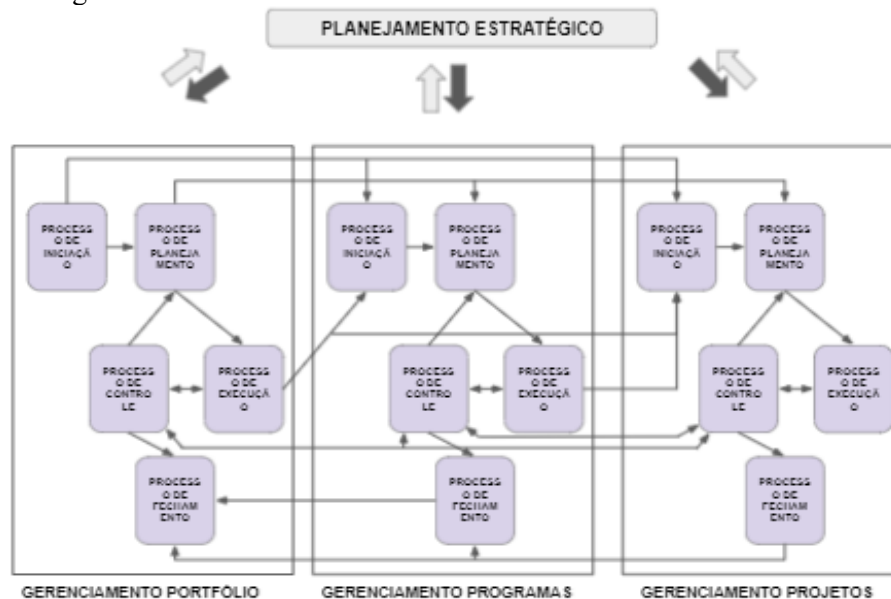 PLANEJAMENTO ESTRATÉGICO
PROCESS
O DE
INICIAÇÃ
O
PROCESS
O DE
PLANEJA
MENTO
PROCESS
O DE
CONTRO
LE
PROCESS
O DE
EXECUÇÃ
O
PROCESS
O DE
FECHAM
ENTO
GERENCIAMENTO PORTFÓLIO
PROCESS
O DE
INICIAÇÃ
O
PROCESS
O DE
PLANEJA
MENTO
PROCESS
O DE
CONTRO
LE
PROCESS
O DE
EXECUÇÃ
O
PROCESS
O DE
FECHAM
ENTO
GERENCIAMENTO PROGRAMAS
PROCESS
O DE
INICIAÇÃ
O
PROCESS
O DE
PLANEJA
MENTO
PROCESS
O DE
CONTRO
LE
PROCESS
O DE
EXECUÇÃ
O
PROCESS
O DE
FECHAM
ENTO
GERENCIAMENTO PROJETOS